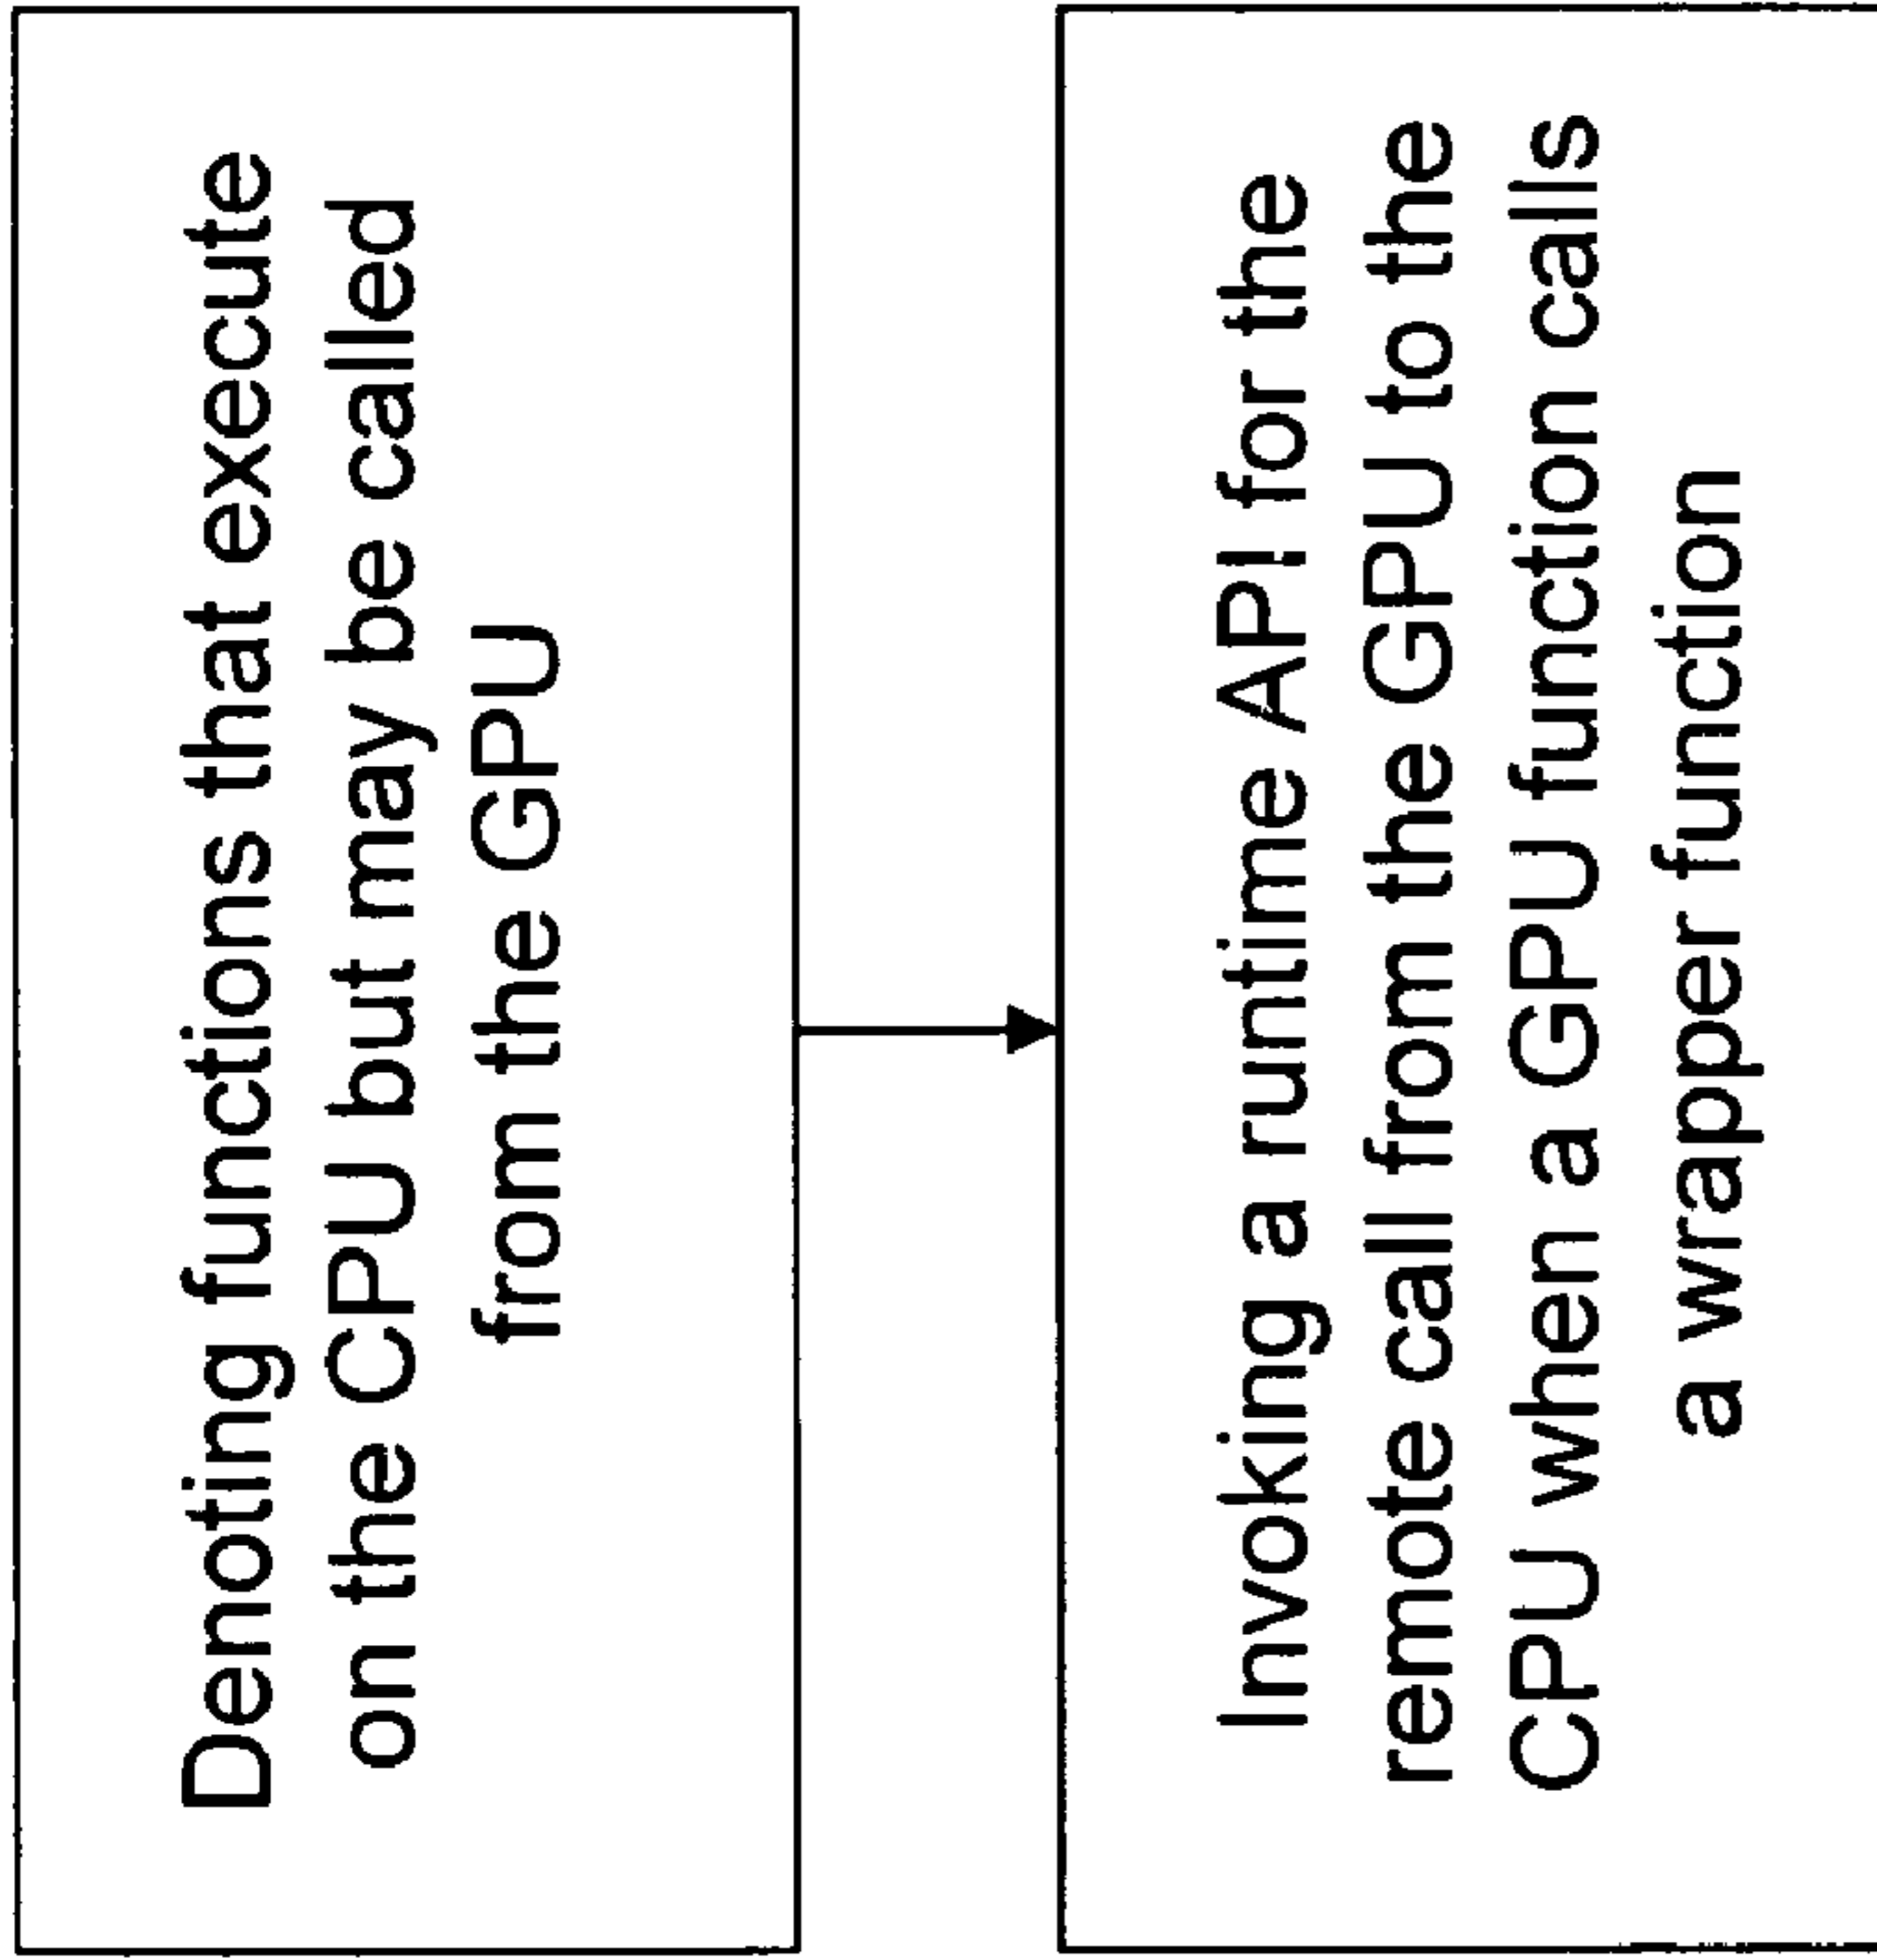 Denoting functions that execute
on the CPU but may be called
from the GPU
Invoking a runtime API for the
remote call from the GPU to the
CPU when a GPU function calls
a wrapper function